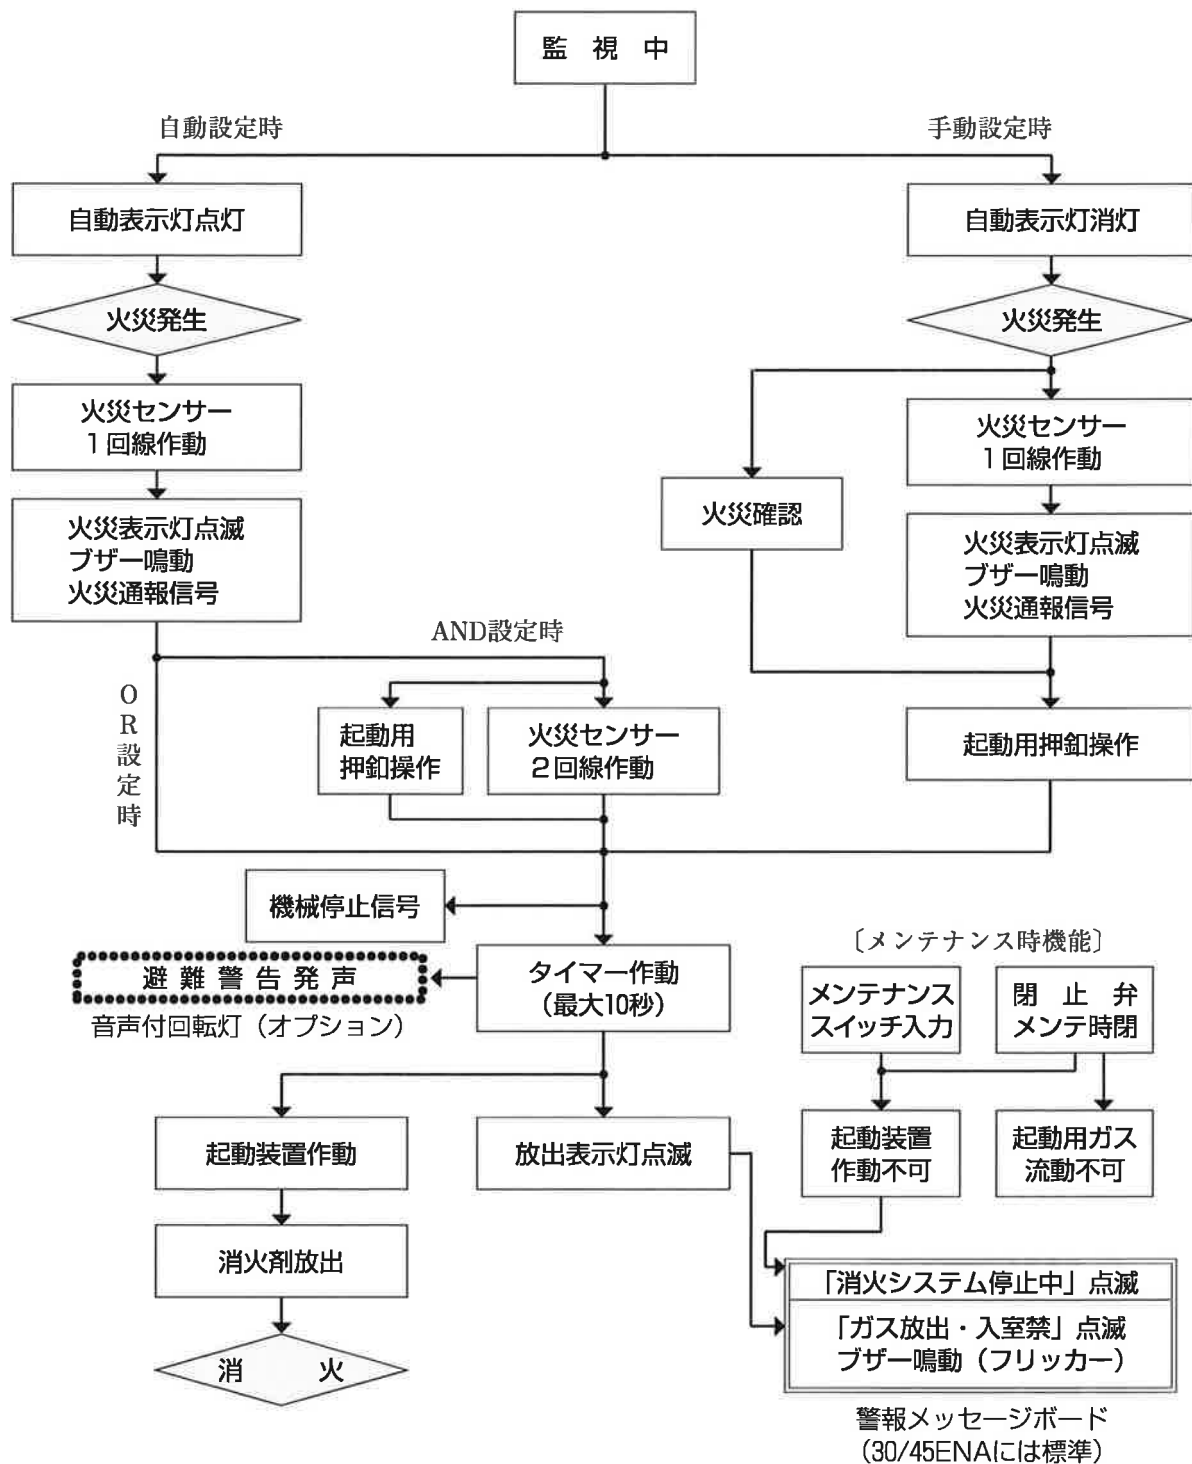 監 視 中
自動設定時
手動設定時
自動表示灯点灯
自動表示灯消灯
火災発生
火災発生
火災センサー
1回線作動
火災センサー
1回線作動
火災確認
火災表示灯点滅
ブザー鳴動
火災通報信号
火災表示灯点滅
ブザー鳴動
火災通報信号
AND設定時
OR設定時
起動用
押釦操作
火災センサー
2回線作動
起動用押釦操作
機械停止信号
避難警告発声
音声付回転灯（オプション）
タイマー作動
（最大10秒）
〔メンテナンス時機能〕
メンテナンス
スイッチ入力
閉 止 弁
メンテ時閉
起動装置作動
放出表示灯点滅
起動装置
作動不可
起動用ガス
流動不可
消火剤放出
消 火
「消火システム停止中」点滅
「ガス放出・入室禁」点滅
ブザー鳴動（フリッカー）
警報メッセージボード
（30/45ENAには標準）